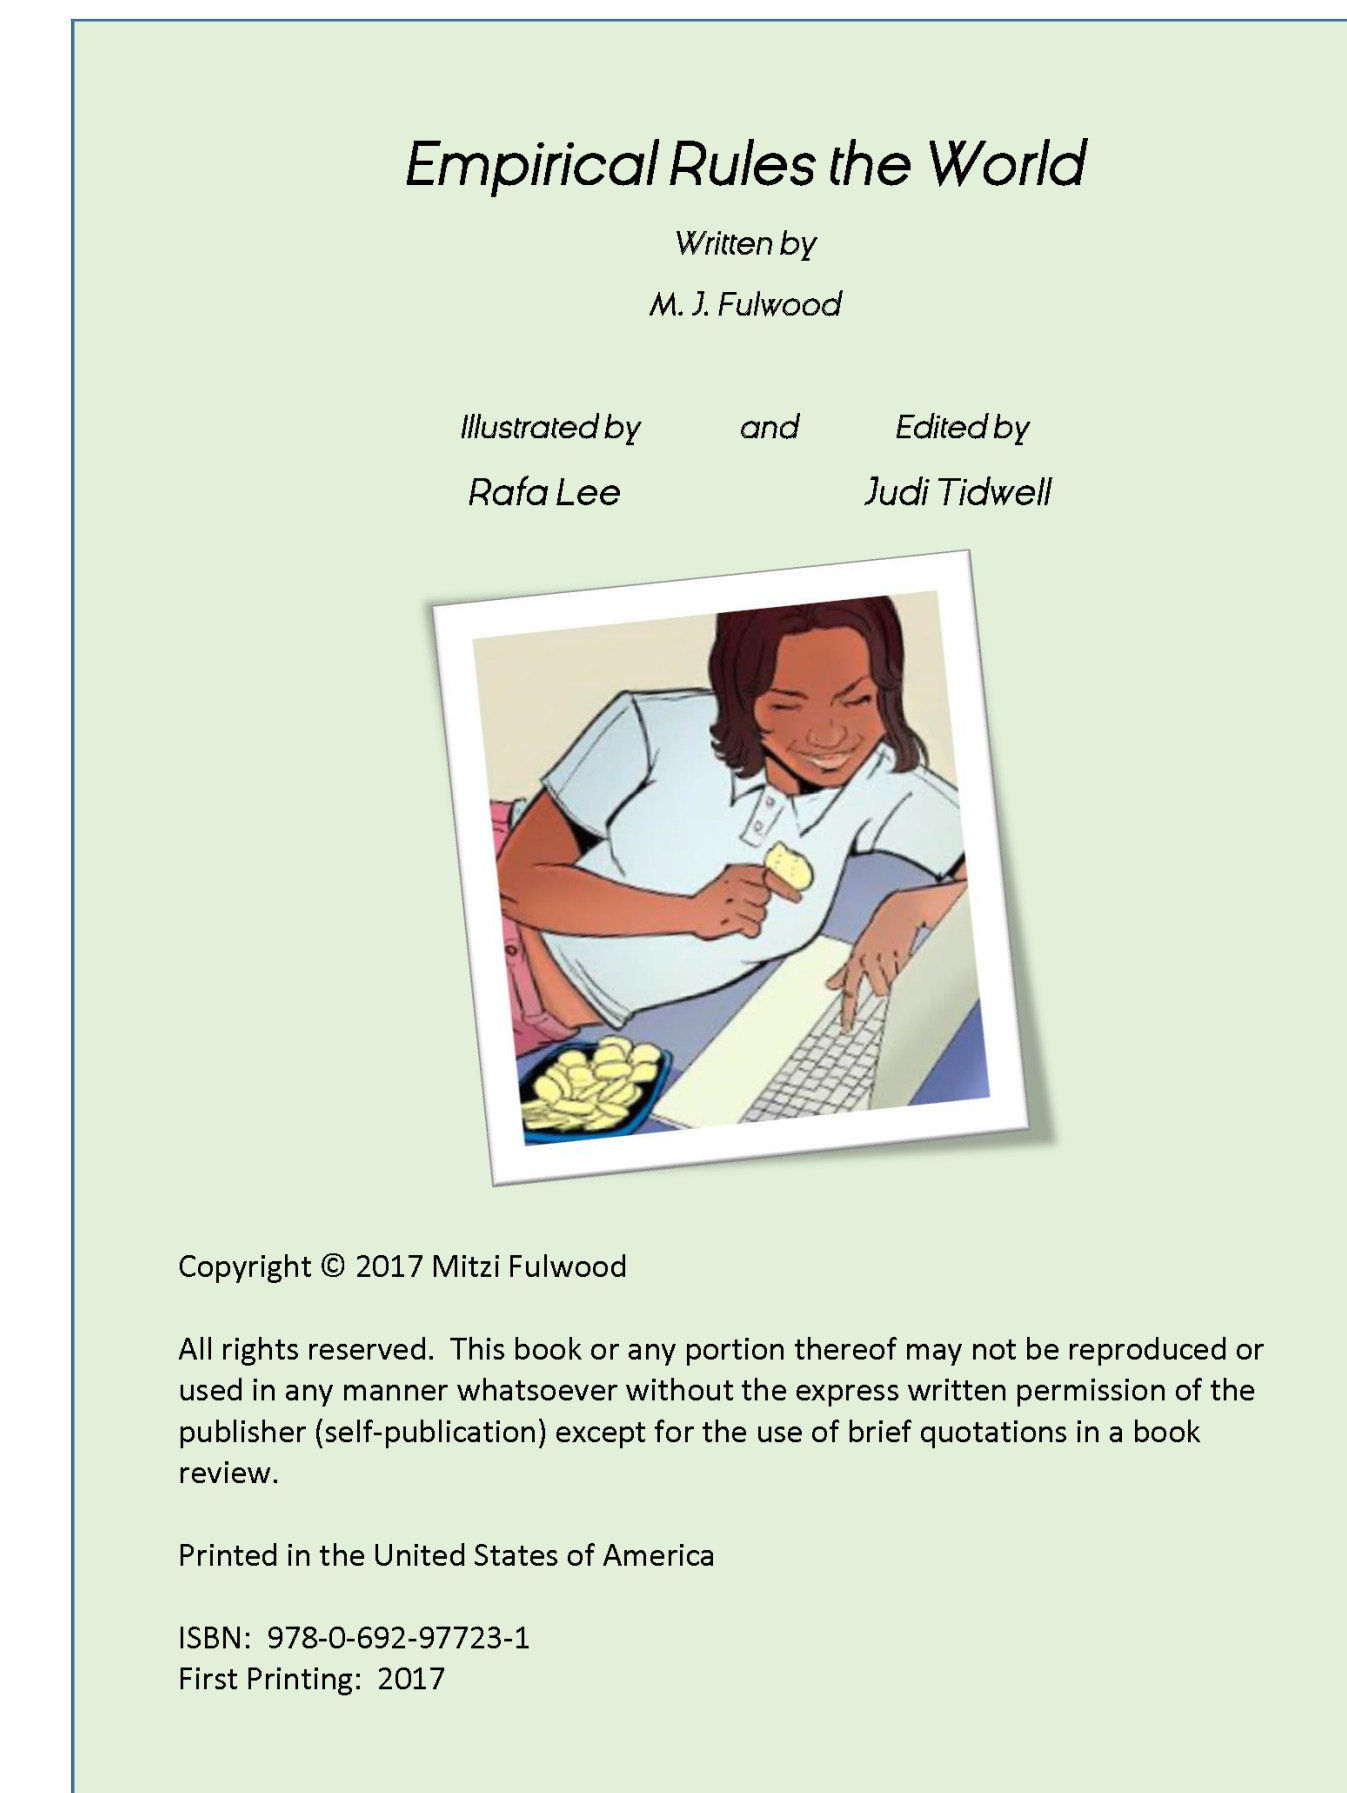 Empirical Rules the World
Written by
M. J. Fulwood
Illustrated by and Edited by
Rafa Lee Judi Tidwell
Copyright © 2017 Mitzi Fulwood
All rights reserved. This book or any portion thereof may not be reproduced or
used in any manner whatsoever without the express written permission of the
publisher (self-publication) except for the use of brief quotations in a book
review.
Printed in the United States of America
ISBN: 978-0-692-97723-1
First Printing: 2017